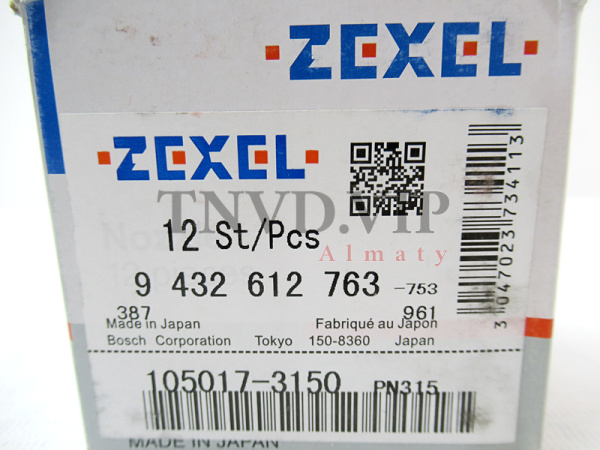 ZEXEL
ZEXEL
TNVD.VIP
Almaty
12 St/Pcs
9 432 612 763 -753
387 961
Made in Japan Fabriqué au Japon
Bosch Corporation Tokyo 150-8360 Japan
3 047023 734113
105017-3150 PN315
MADE IN JAPAN